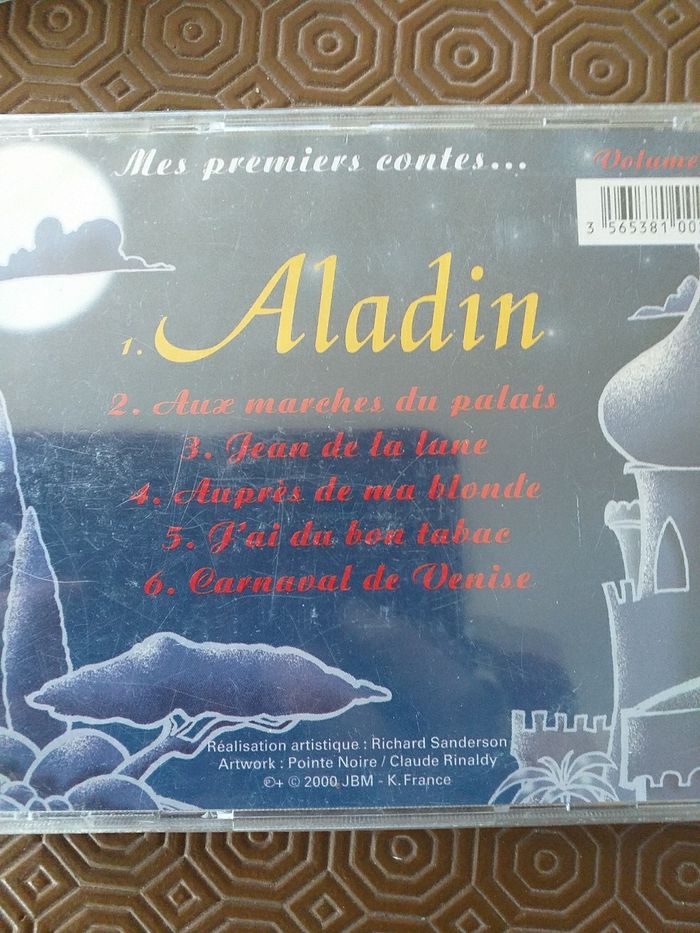 Mes premiers contes...
Volume
3 565381 00
1. Aladin
2. Aux marches du palais
3. Jean de la lune
4. Auprès de ma blonde
5. J'ai du bon tabac
6. Carnaval de Venise
Réalisation artistique : Richard Sanderson
Artwork : Pointe Noire / Claude Rinaldy
℗+ © 2000 JBM - K. France